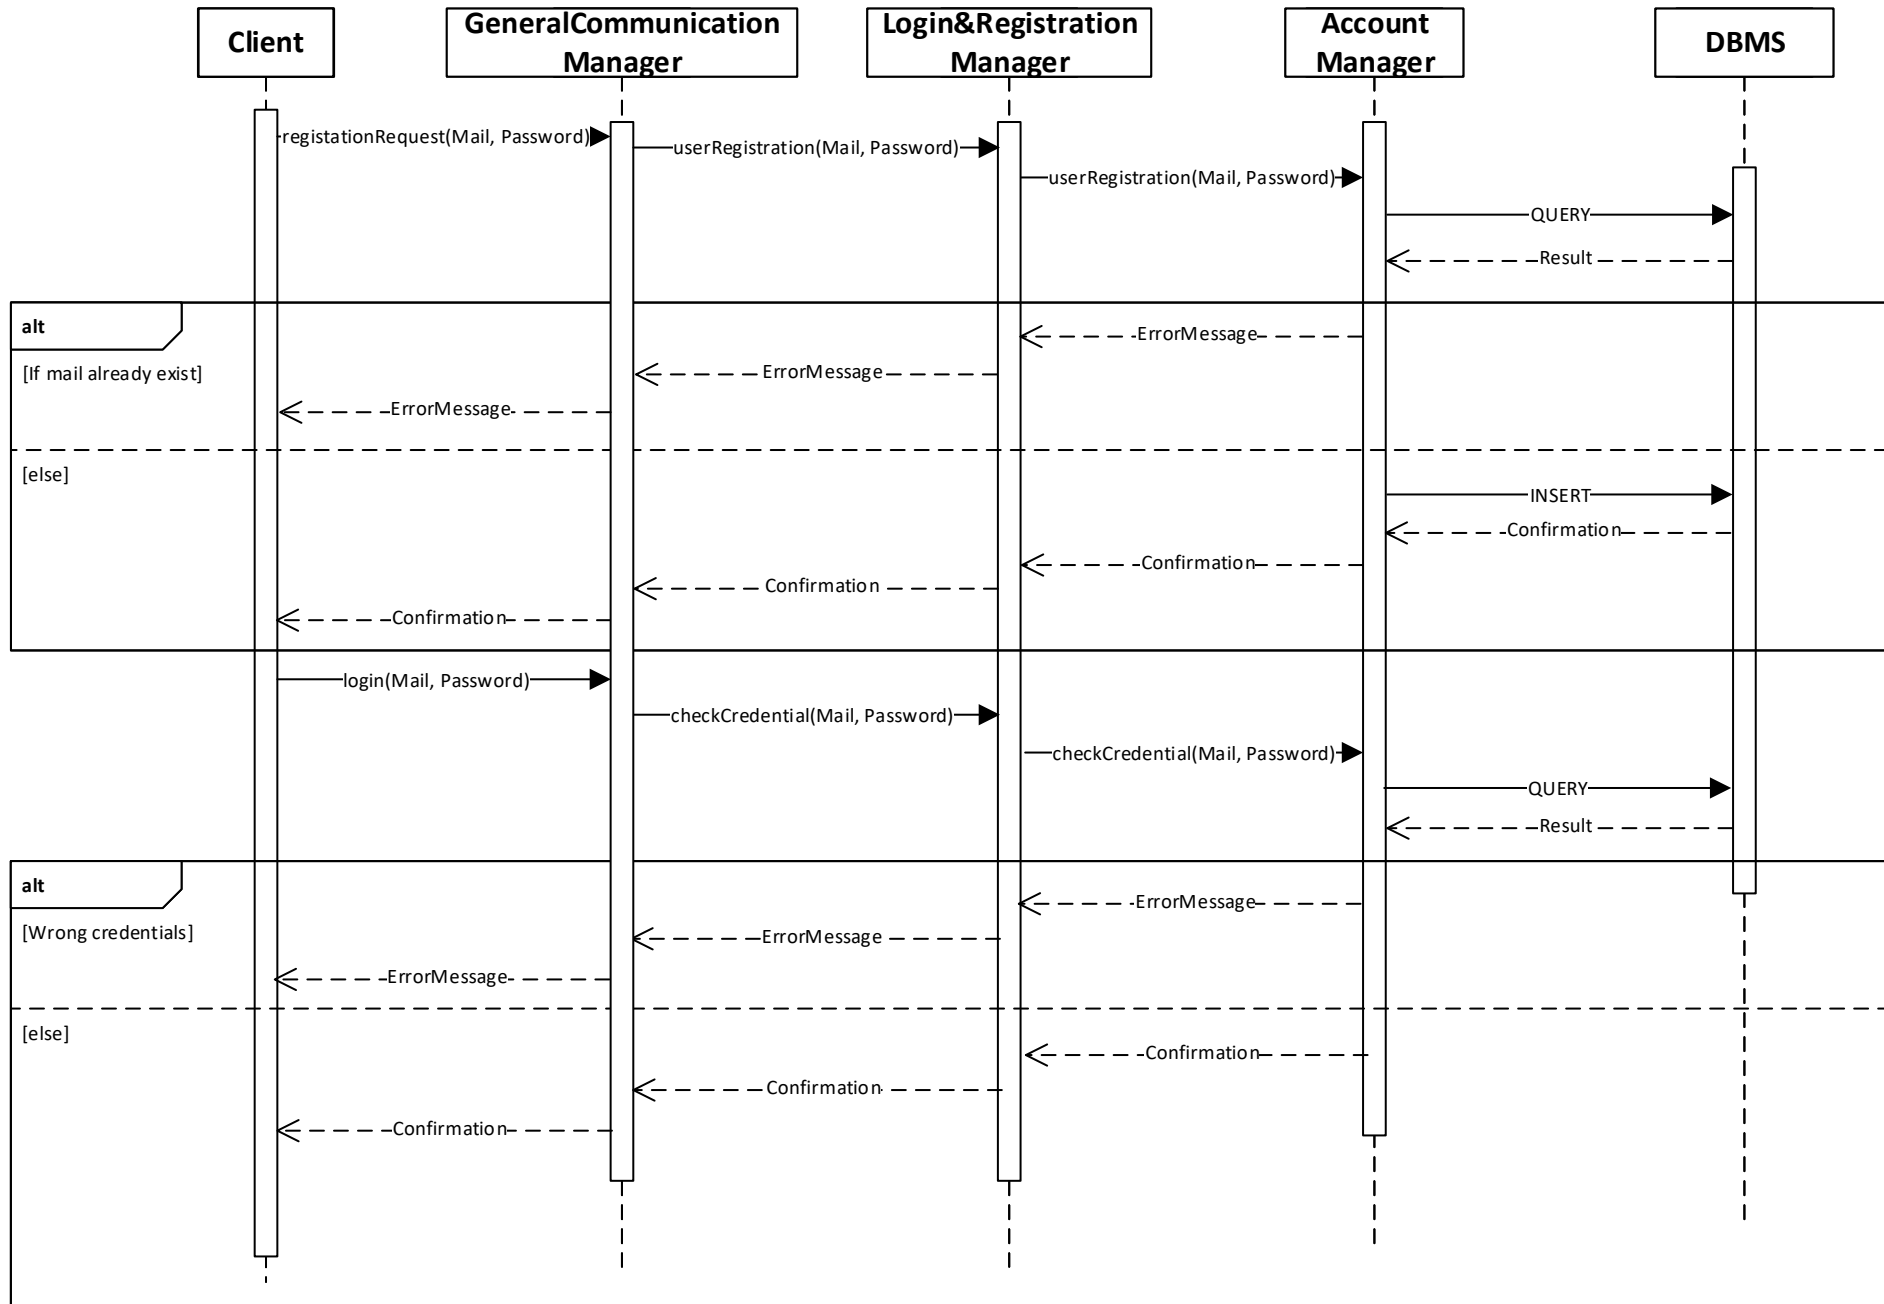 Client
GeneralCommunication
Manager
Login&Registration
Manager
Account
Manager
DBMS
registationRequest(Mail, Password)
userRegistration(Mail, Password)
userRegistration(Mail, Password)
QUERY
Result
alt
[If mail already exist]
ErrorMessage
ErrorMessage
ErrorMessage
[else]
INSERT
Confirmation
Confirmation
Confirmation
Confirmation
login(Mail, Password)
checkCredential(Mail, Password)
checkCredential(Mail, Password)
QUERY
Result
alt
[Wrong credentials]
ErrorMessage
ErrorMessage
ErrorMessage
[else]
Confirmation
Confirmation
Confirmation